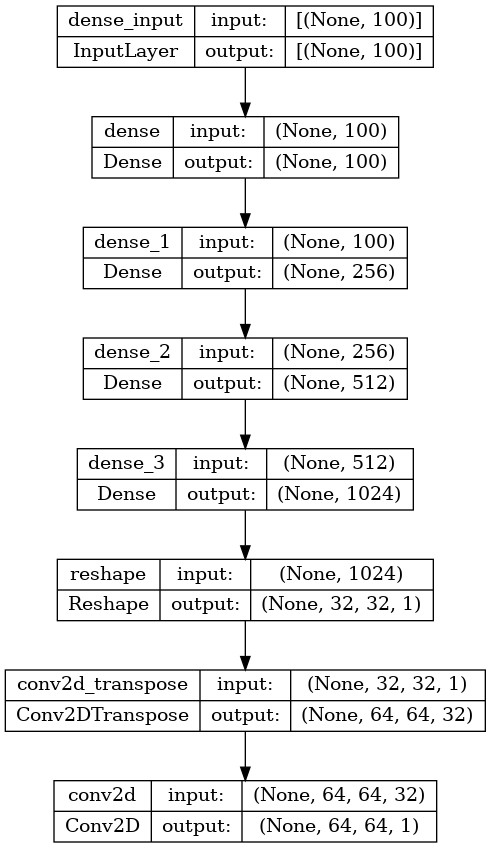 dense_input input: [(None, 100)]
InputLayer output: [(None, 100)]
dense input: (None, 100)
Dense output: (None, 100)
dense_1 input: (None, 100)
Dense output: (None, 256)
dense_2 input: (None, 256)
Dense output: (None, 512)
dense_3 input: (None, 512)
Dense output: (None, 1024)
reshape input: (None, 1024)
Reshape output: (None, 32, 32, 1)
conv2d_transpose input: (None, 32, 32, 1)
Conv2DTranspose output: (None, 64, 64, 32)
conv2d input: (None, 64, 64, 32)
Conv2D output: (None, 64, 64, 1)